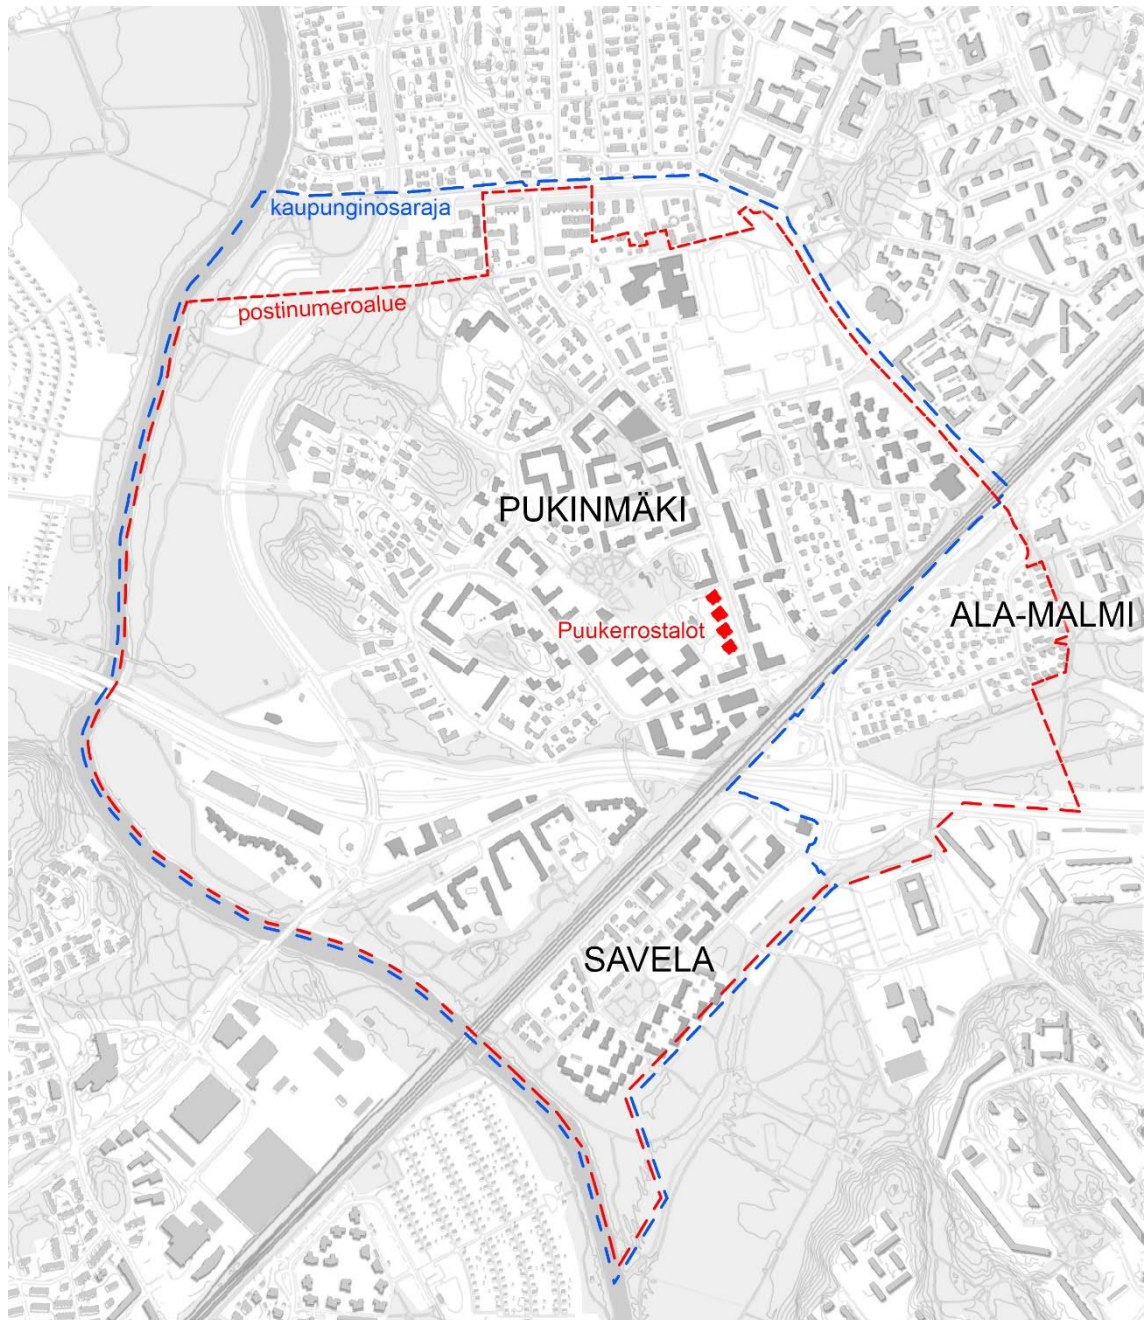 kaupunginosaraja
postinumeroalue
PUKINMÄKI
ALA-MALMI
Puukerrostalot
SAVELA